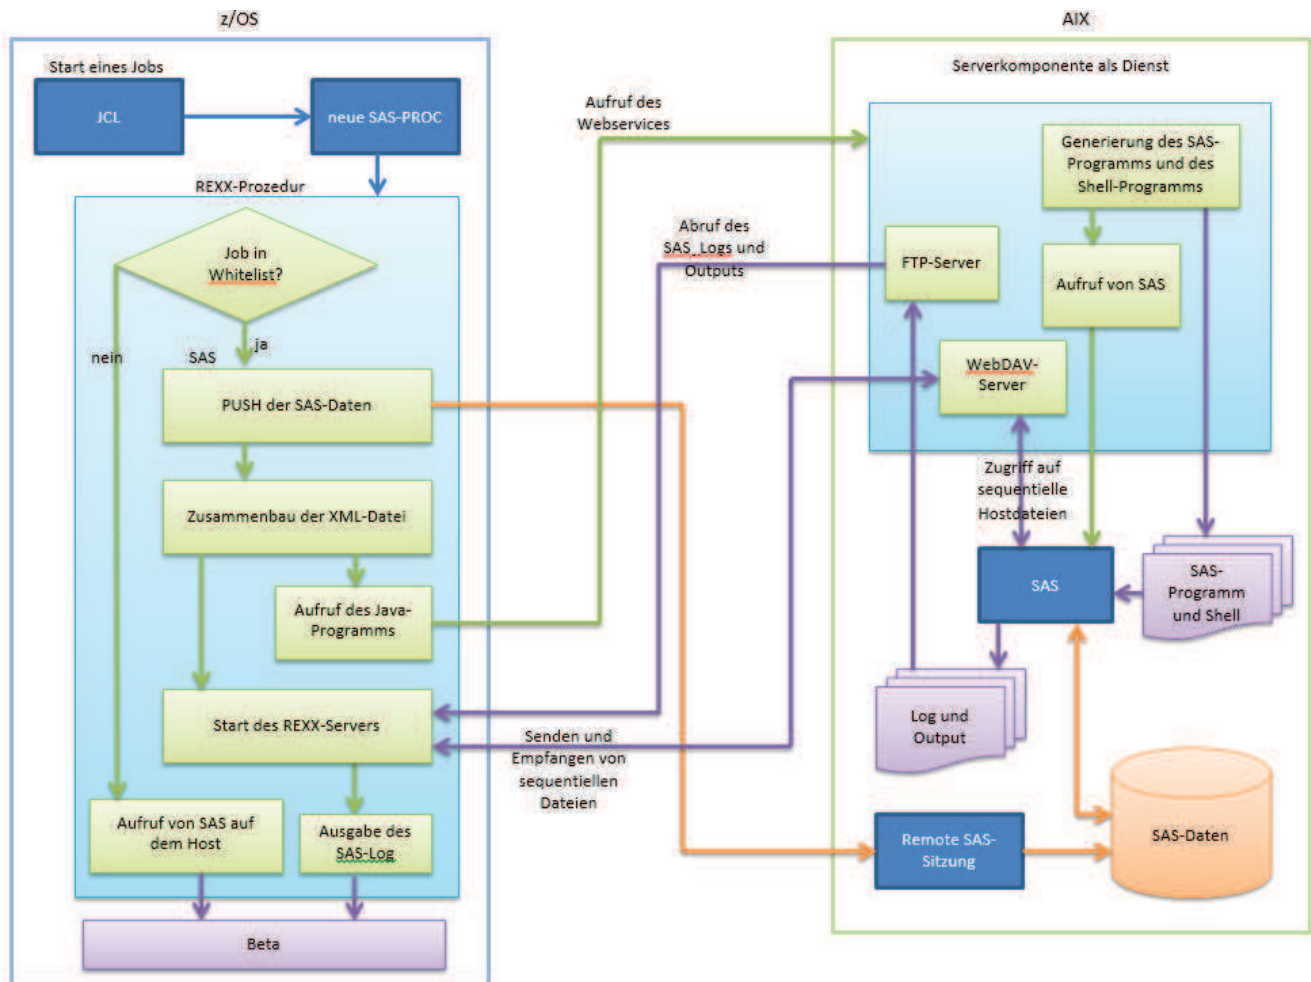 z/OS
Start eines Jobs
JCL
neue SAS-PROC
REXX-Prozedur
Job in
Whitelist?
nein
SAS
ja
PUSH der SAS-Daten
Zusammenbau der XML-Datei
Aufruf des Java-
Programms
Start des REXX-Servers
Aufruf von SAS auf
dem Host
Ausgabe des
SAS-Log
Beta
Aufruf des
Webservices
Abruf des
SAS_Logs und
Outputs
Senden und
Empfangen von
sequentiellen
Dateien
AIX
Serverkomponente als Dienst
Generierung des SAS-
Programms und des
Shell-Programms
FTP-Server
Aufruf von SAS
WebDAV-
Server
Zugriff auf
sequentielle
Hostdateien
SAS
SAS-
Programm
und Shell
Log und
Output
Remote SAS-
Sitzung
SAS-Daten